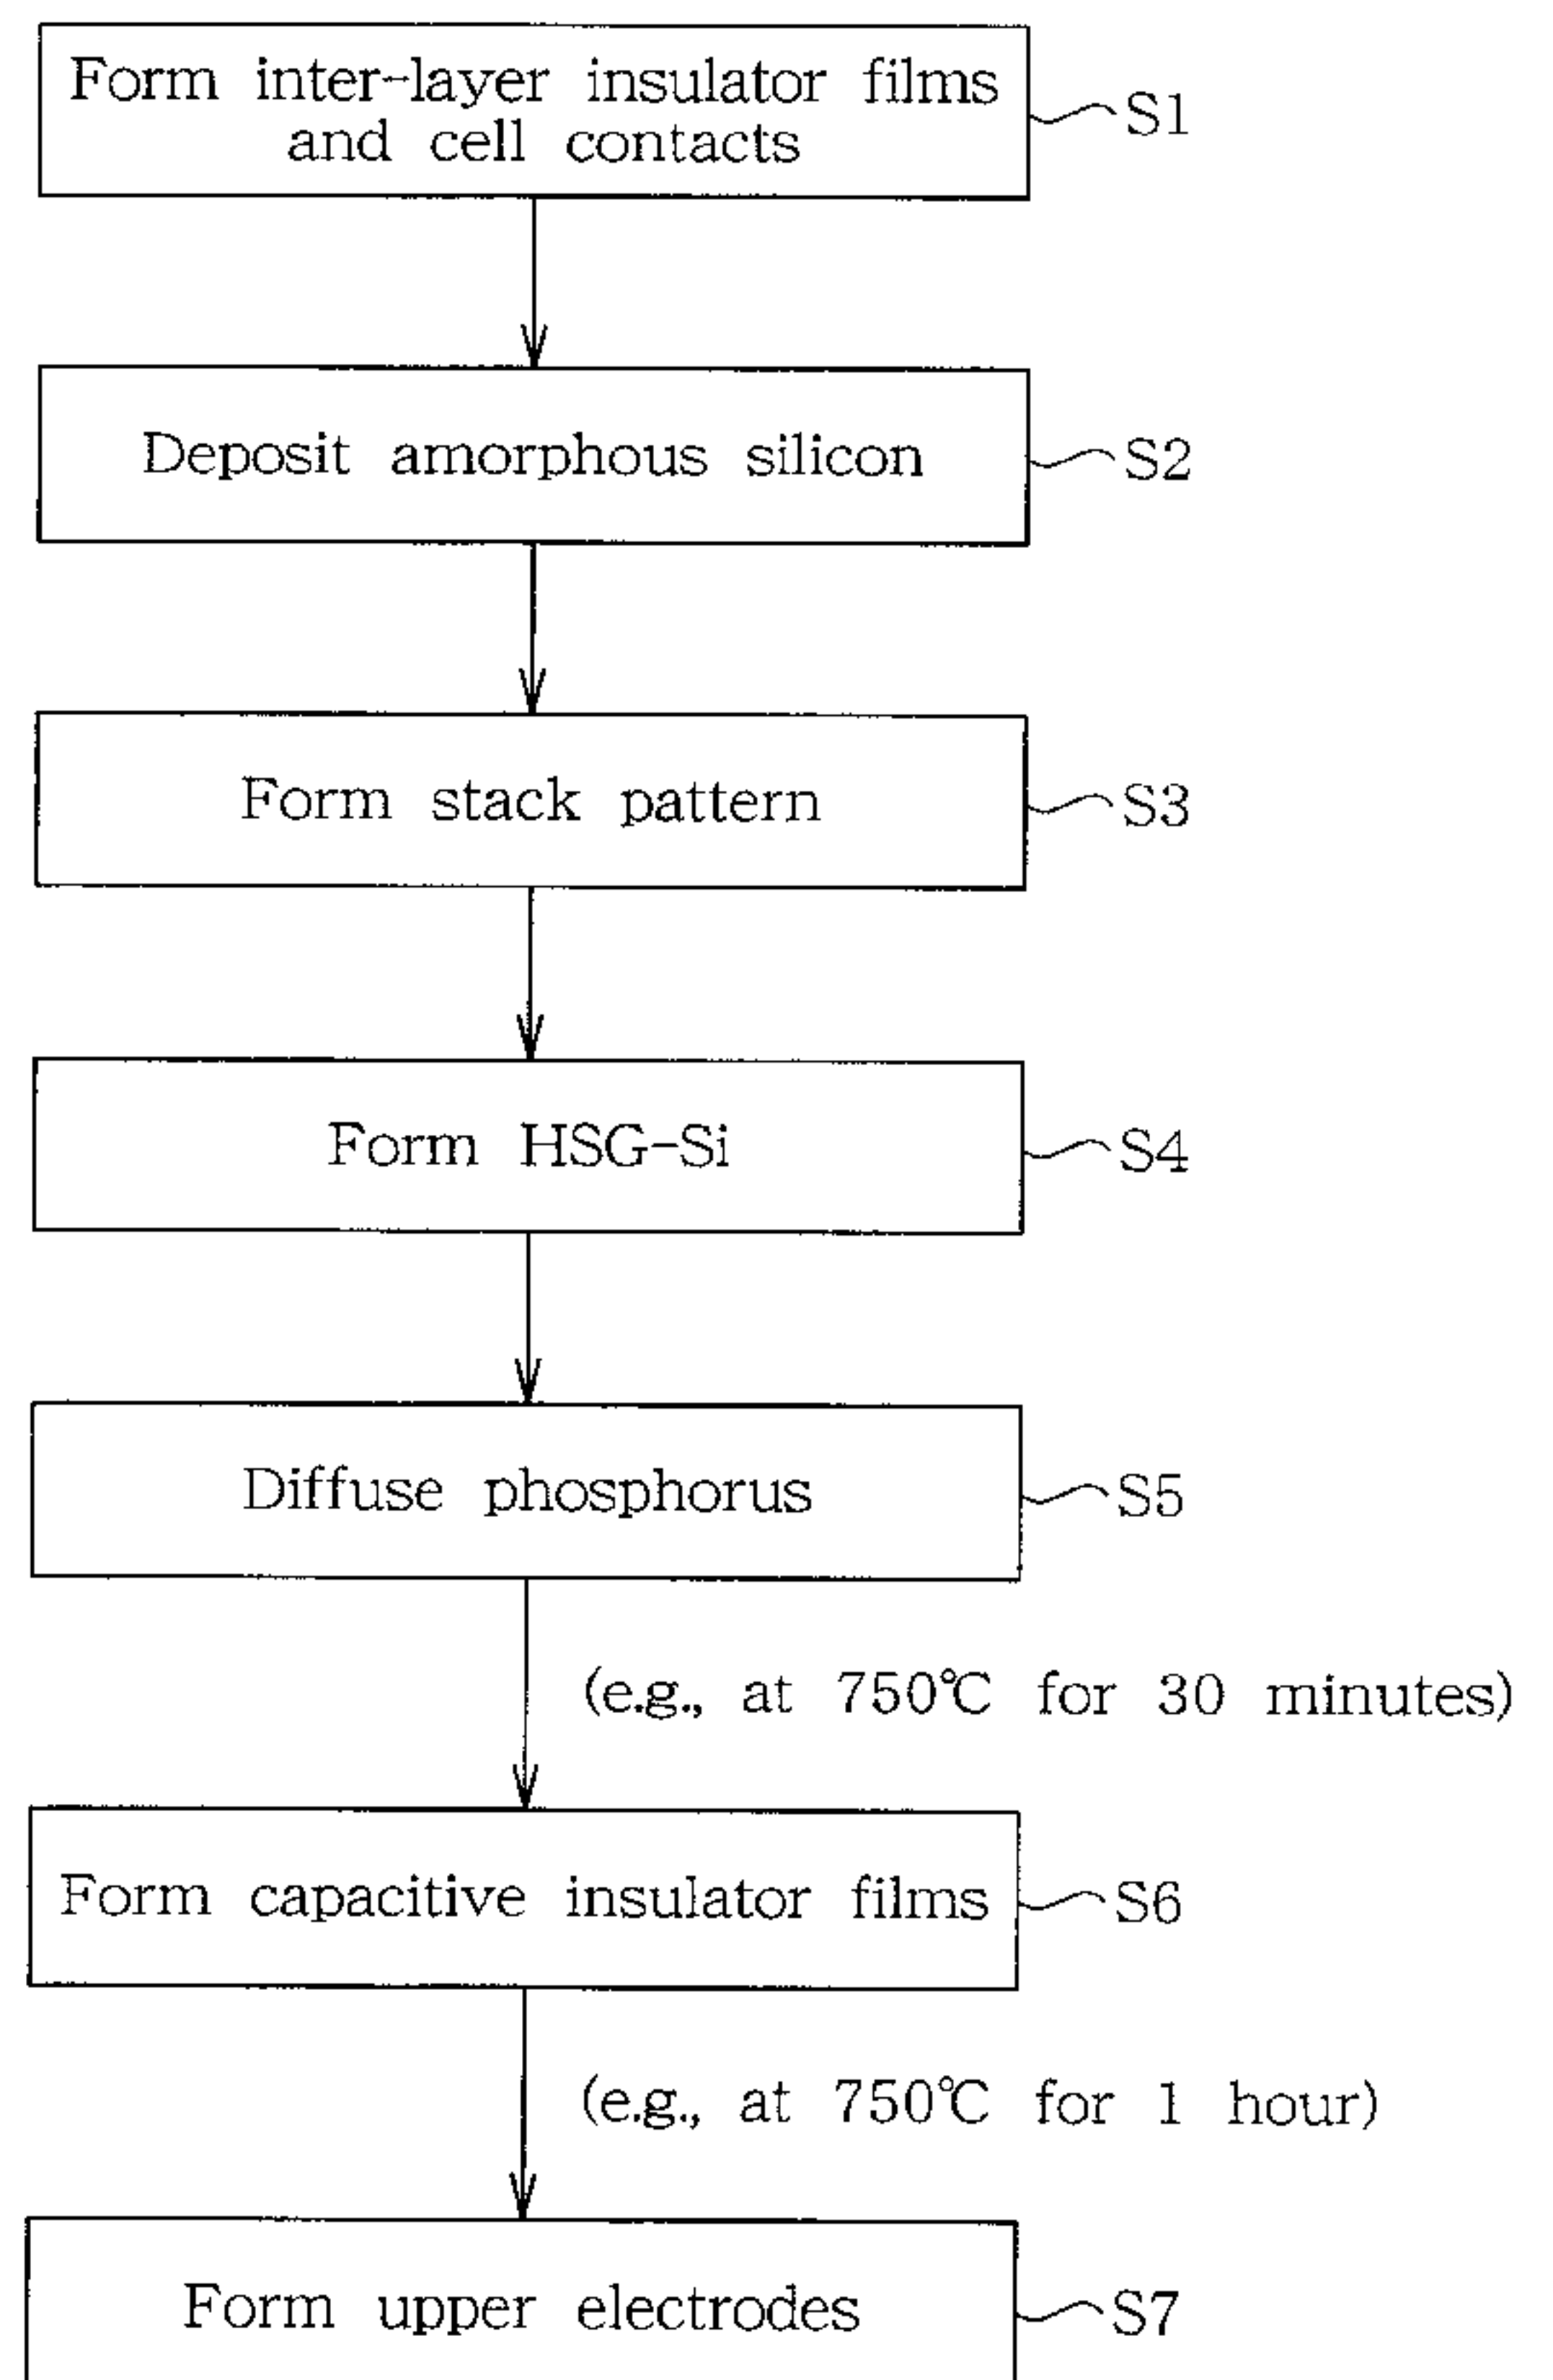 Form inter-layer insulator films
and cell contacts
S1
Deposit amorphous silicon
S2
Form stack pattern
S3
Form HSG-Si
S4
Diffuse phosphorus
S5
(e.g., at 750℃ for 30 minutes)
Form capacitive insulator films
S6
(e.g., at 750℃ for 1 hour)
Form upper electrodes
S7